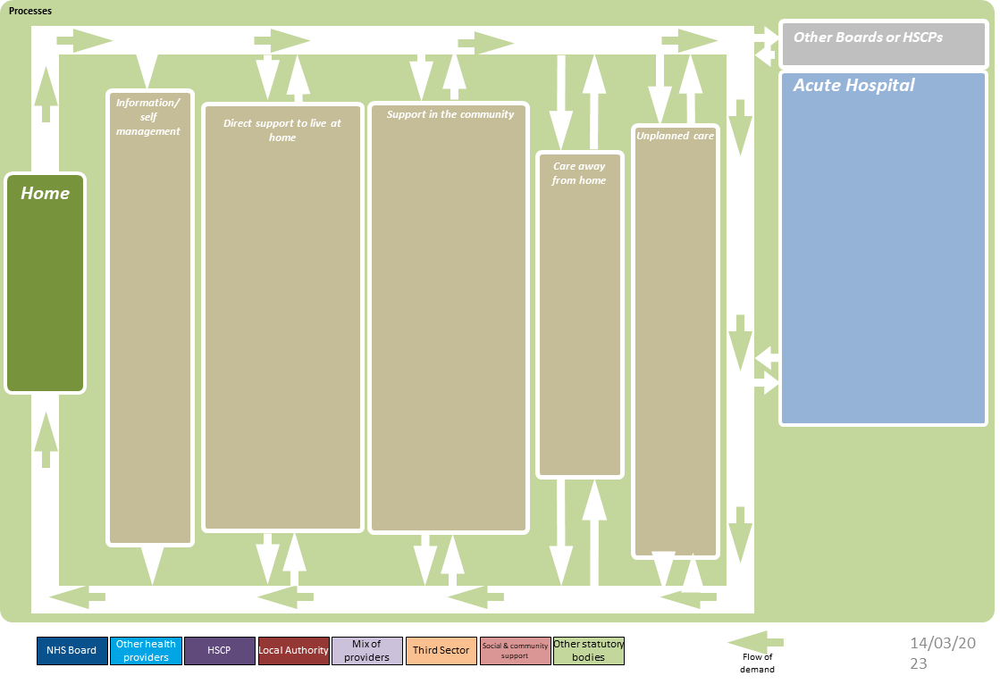 Processes
Other Boards or HSCPs
Acute Hospital
Information/
self
management
Direct support to live at
home
Support in the community
Unplanned care
Care away
from home
Home
NHS Board
Other health
providers
HSCP
Local Authority
Mix of
providers
Third Sector
Social & community
support
Other statutory
bodies
Flow of
demand
14/03/20
23